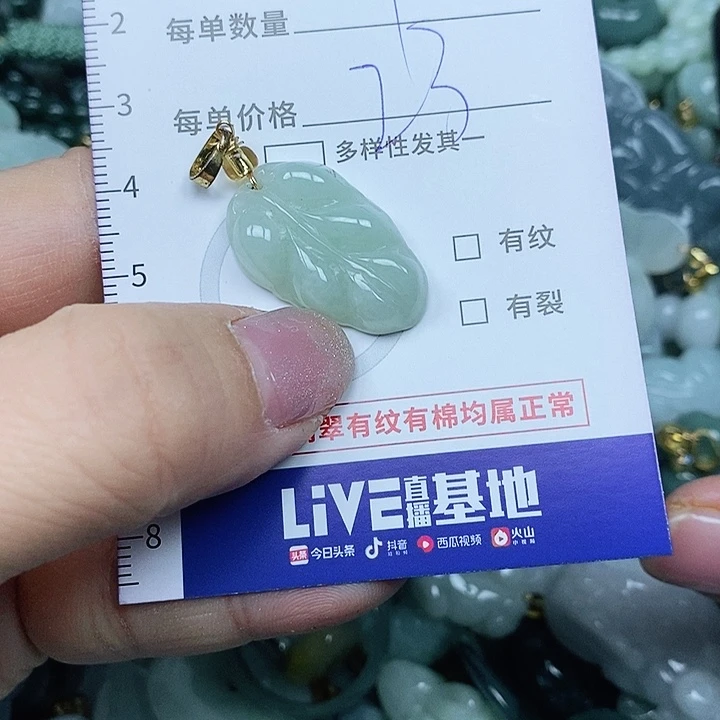 2
每单数量
3
每单价格 73
多样性发其一
4
有纹
5
有裂
翠有纹有棉均属正常
LiVE直播基地
今日头条 抖音 西瓜视频 火山
8